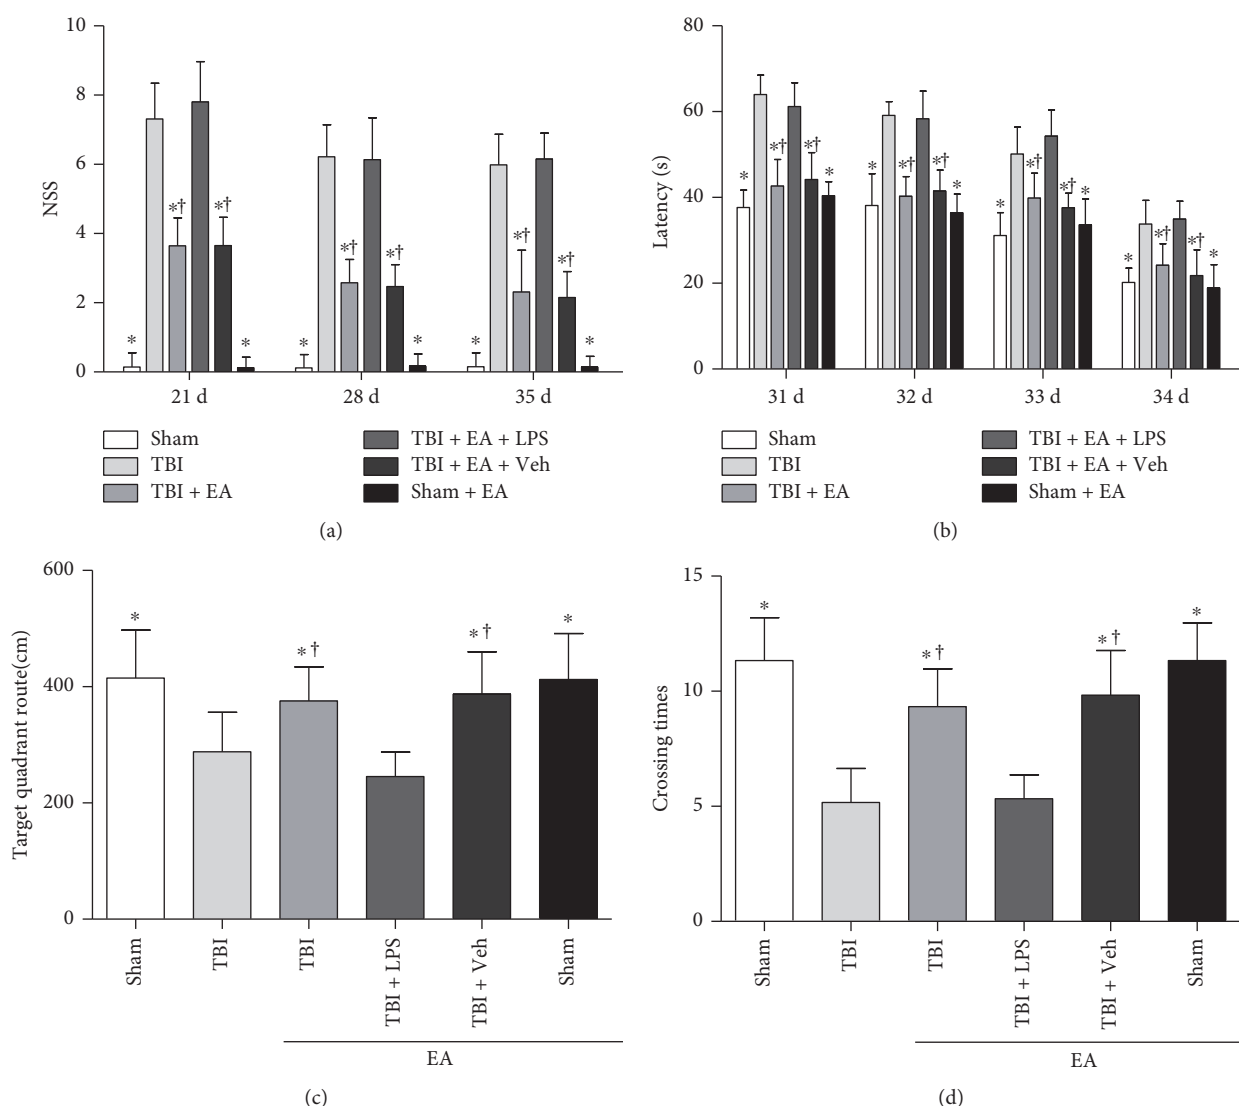 10
8
6
4
2
0
NSS
*
*†
*†
*
*
*†
*†
*
*
*†
*†
*
21 d
28 d
35 d
Sham
TBI
TBI + EA
TBI + EA + LPS
TBI + EA + Veh
Sham + EA
(a)
80
60
40
20
0
Latency (s)
*
*†
*†
*
*
*†
*†
*
*
*†
*†
*
*
*†
*†
*
31 d
32 d
33 d
34 d
Sham
TBI
TBI + EA
TBI + EA + LPS
TBI + EA + Veh
Sham + EA
(b)
600
400
200
0
Target quadrant route(cm)
*
*†
*†
*
Sham
TBI
TBI
TBI + LPS
TBI + Veh
Sham
EA
(c)
15
10
5
0
Crossing times
*
*†
*†
*
Sham
TBI
TBI
TBI + LPS
TBI + Veh
Sham
EA
(d)